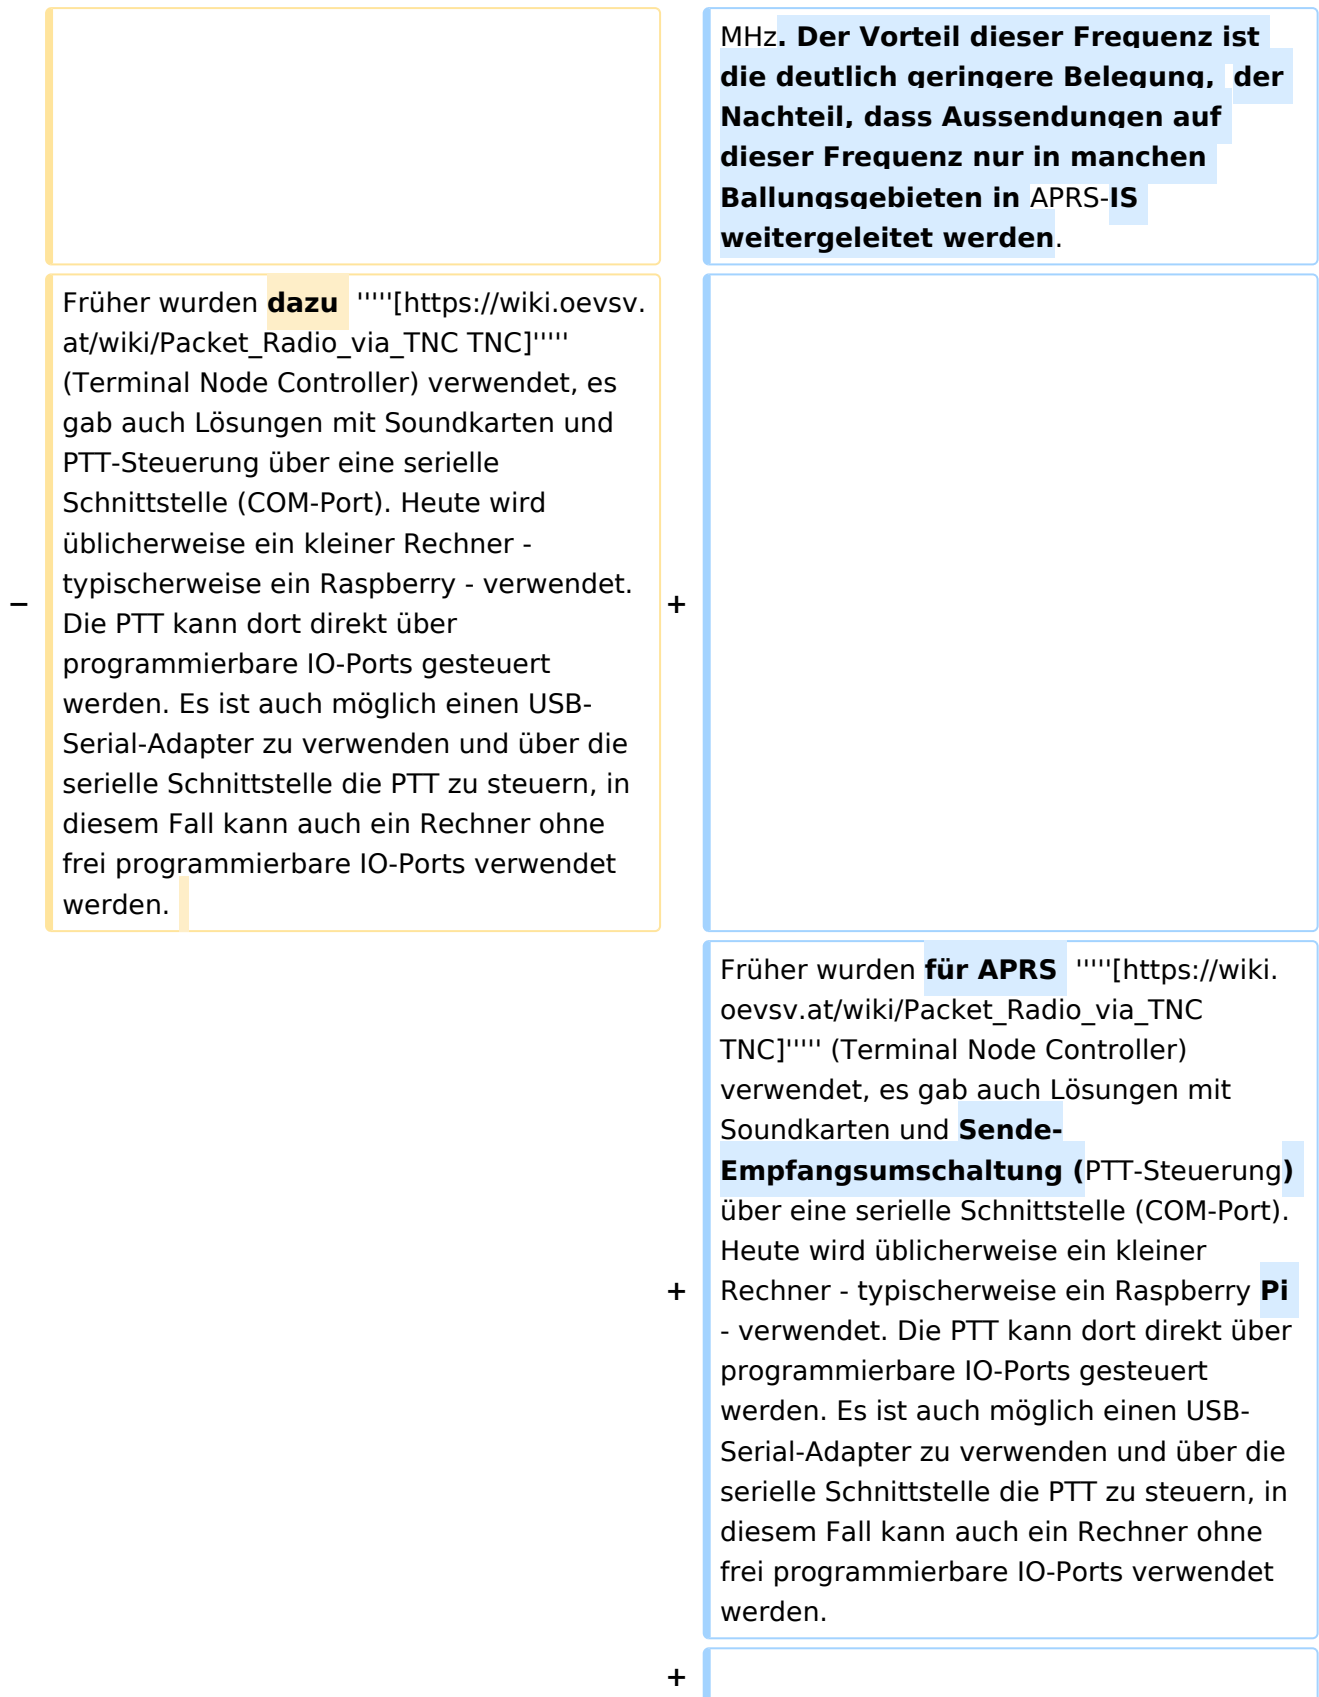 MHz. Der Vorteil dieser Frequenz ist
die deutlich geringere Belegung, der
Nachteil, dass Aussendungen auf
dieser Frequenz nur in manchen
Ballungsgebieten in APRS-IS
weitergeleitet werden.
Früher wurden dazu '''''[https://wiki.oevsv.
at/wiki/Packet_Radio_via_TNC TNC]'''''
(Terminal Node Controller) verwendet, es
gab auch Lösungen mit Soundkarten und
PTT-Steuerung über eine serielle
Schnittstelle (COM-Port). Heute wird
üblicherweise ein kleiner Rechner -
typischerweise ein Raspberry - verwendet.
− Die PTT kann dort direkt über +
programmierbare IO-Ports gesteuert
werden. Es ist auch möglich einen USB-
Serial-Adapter zu verwenden und über die
serielle Schnittstelle die PTT zu steuern, in
diesem Fall kann auch ein Rechner ohne
frei programmierbare IO-Ports verwendet
werden.
Früher wurden für APRS '''''[https://wiki.
oevsv.at/wiki/Packet_Radio_via_TNC
TNC]''''' (Terminal Node Controller)
verwendet, es gab auch Lösungen mit
Soundkarten und Sende-
Empfangsumschaltung (PTT-Steuerung)
über eine serielle Schnittstelle (COM-Port).
Heute wird üblicherweise ein kleiner
+ Rechner - typischerweise ein Raspberry Pi
- verwendet. Die PTT kann dort direkt über
programmierbare IO-Ports gesteuert
werden. Es ist auch möglich einen USB-
Serial-Adapter zu verwenden und über die
serielle Schnittstelle die PTT zu steuern, in
diesem Fall kann auch ein Rechner ohne
frei programmierbare IO-Ports verwendet
werden.
+